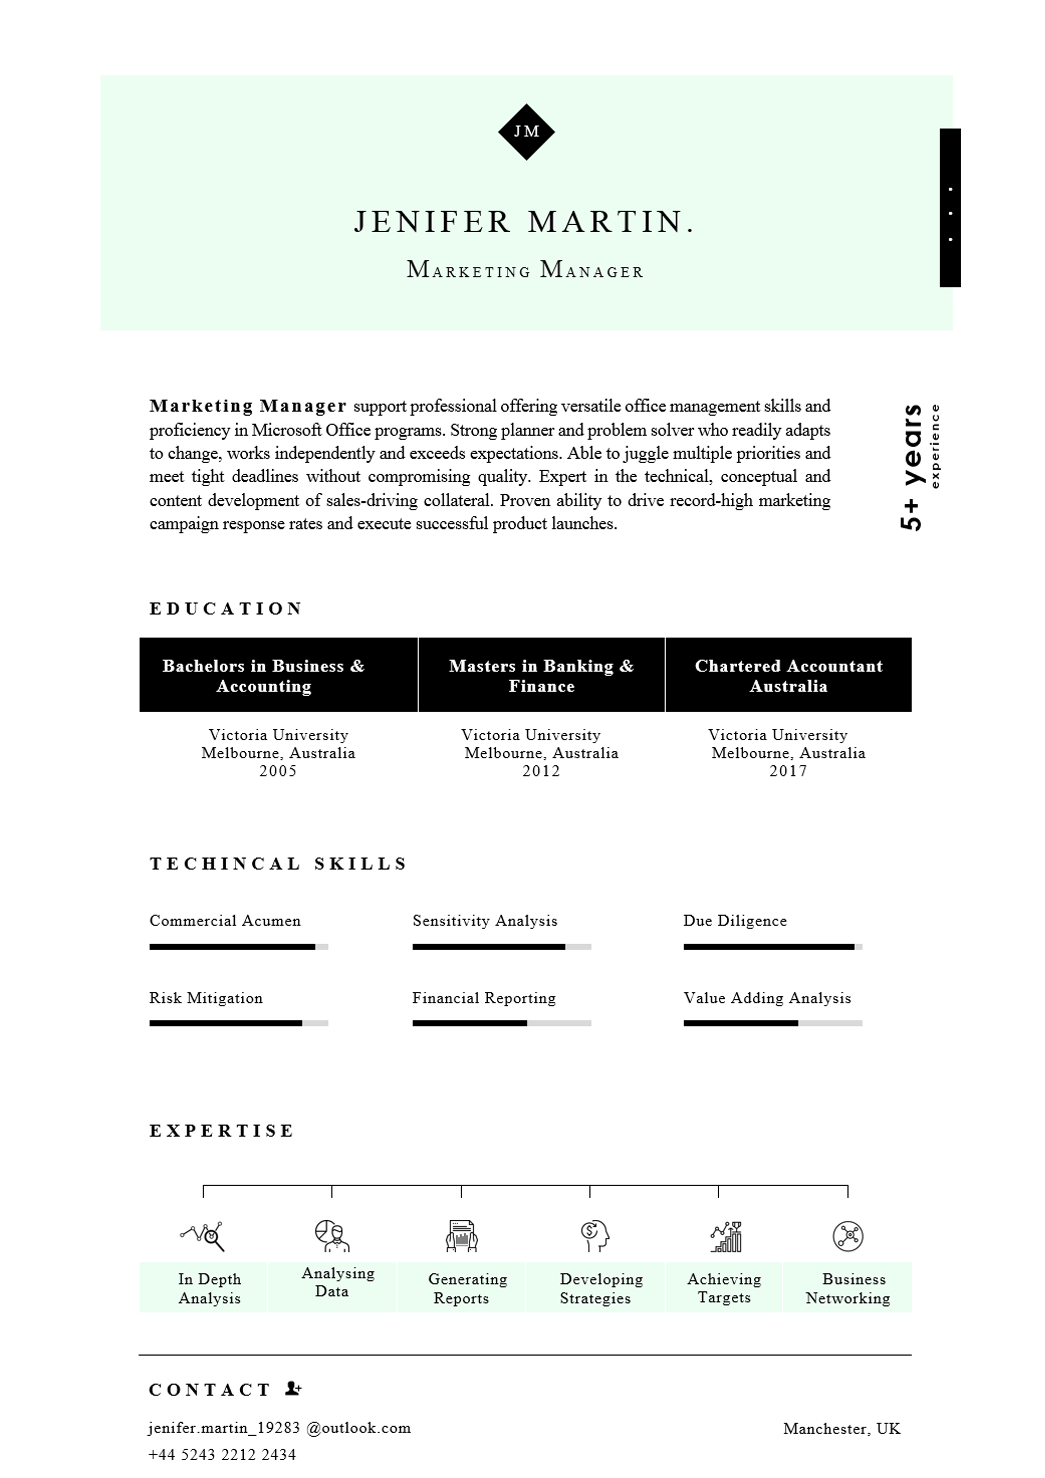 JM
JENIFER MARTIN.
Marketing Manager
Marketing Manager support professional offering versatile office management skills and
proficiency in Microsoft Office programs. Strong planner and problem solver who readily adapts
to change, works independently and exceeds expectations. Able to juggle multiple priorities and
meet tight deadlines without compromising quality. Expert in the technical, conceptual and
content development of sales-driving collateral. Proven ability to drive record-high marketing
campaign response rates and execute successful product launches.
5+ years
experience
EDUCATION
Bachelors in Business &
Accounting
Masters in Banking &
Finance
Chartered Accountant
Australia
Victoria University
Melbourne, Australia
2005
Victoria University
Melbourne, Australia
2012
Victoria University
Melbourne, Australia
2017
TECHINCAL SKILLS
Commercial Acumen
Sensitivity Analysis
Due Diligence
Risk Mitigation
Financial Reporting
Value Adding Analysis
EXPERTISE
In Depth
Analysis
Analysing
Data
Generating
Reports
Developing
Strategies
Achieving
Targets
Business
Networking
CONTACT
jenifer.martin_19283 @outlook.com
Manchester, UK
+44 5243 2212 2434